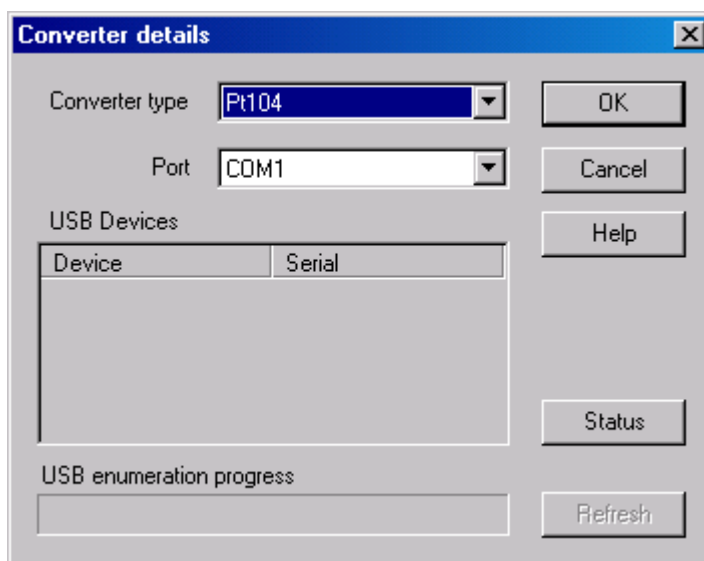 Converter details
Converter type Pt104 OK
Port COM1 Cancel
USB Devices Help
Device Serial
Status
USB enumeration progress
Refresh